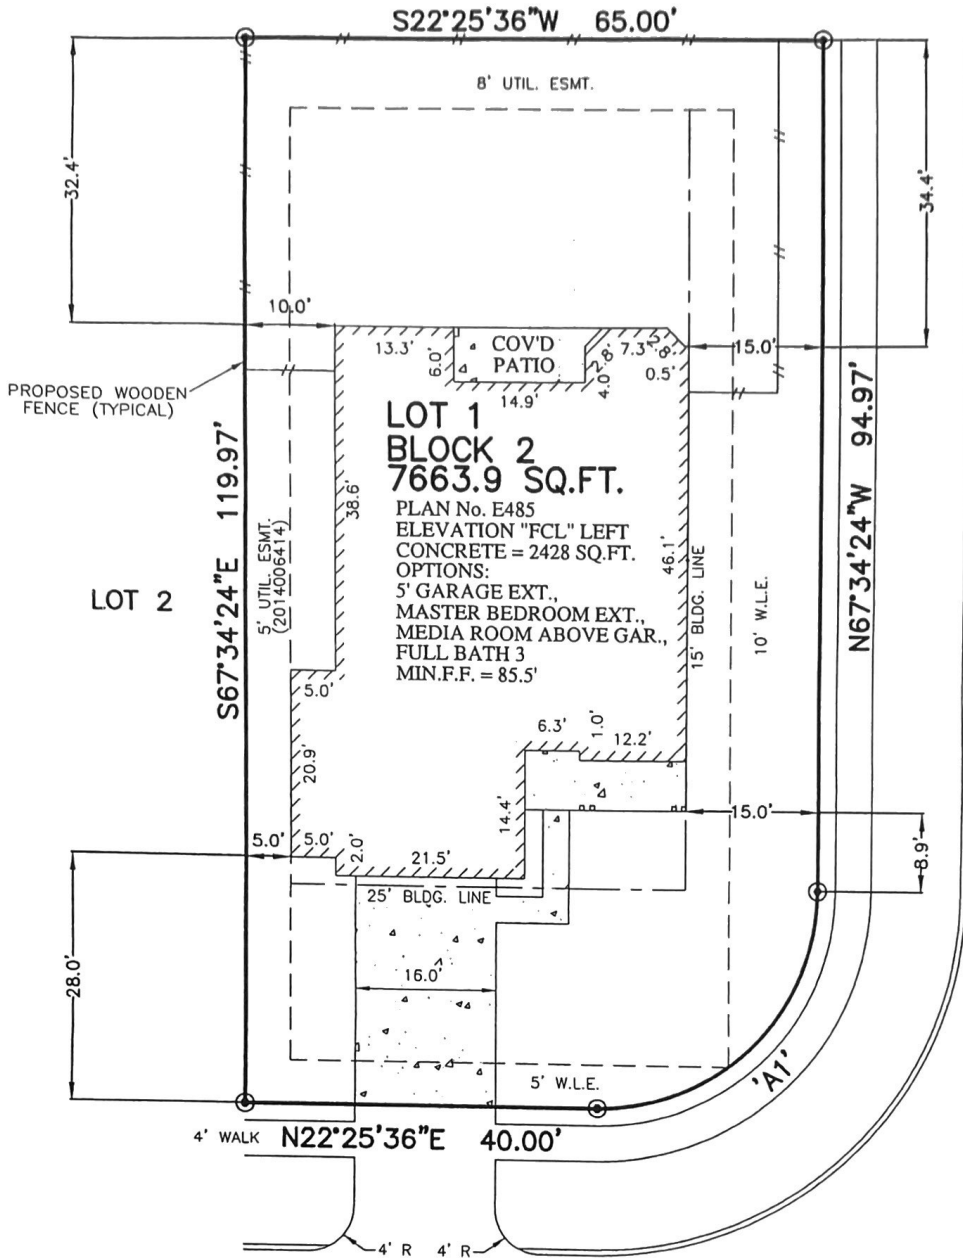 S22°25'36"W 65.00'
8' UTIL. ESMT.
32.4'
34.4'
10.0'
13.3'
6.0'
COV'D
PATIO
2.8'
7.3'
2.8'
15.0'
4.0'
0.5'
14.9'
PROPOSED WOODEN
FENCE (TYPICAL)
LOT 1
BLOCK 2
7663.9 SQ.FT.
PLAN No. E485
ELEVATION "FCL" LEFT
CONCRETE = 2428 SQ.FT.
OPTIONS:
5' GARAGE EXT.,
MASTER BEDROOM EXT.,
MEDIA ROOM ABOVE GAR.,
FULL BATH 3
MIN.F.F. = 85.5'
S67°34'24"E 119.97'
38.6'
46.1'
N67°34'24"W 94.97'
5' UTIL. ESMT.
(2014006414)
15' BLDG. LINE
10' W.L.E.
LOT 2
5.0'
20.9'
6.3'
1.0'
12.2'
14.4'
15.0'
5.0'
5.0'
2.0'
21.5'
8.9'
25' BLDG. LINE
28.0'
16.0'
5' W.L.E.
'A1'
4' WALK
N22°25'36"E 40.00'
4' R
4' R